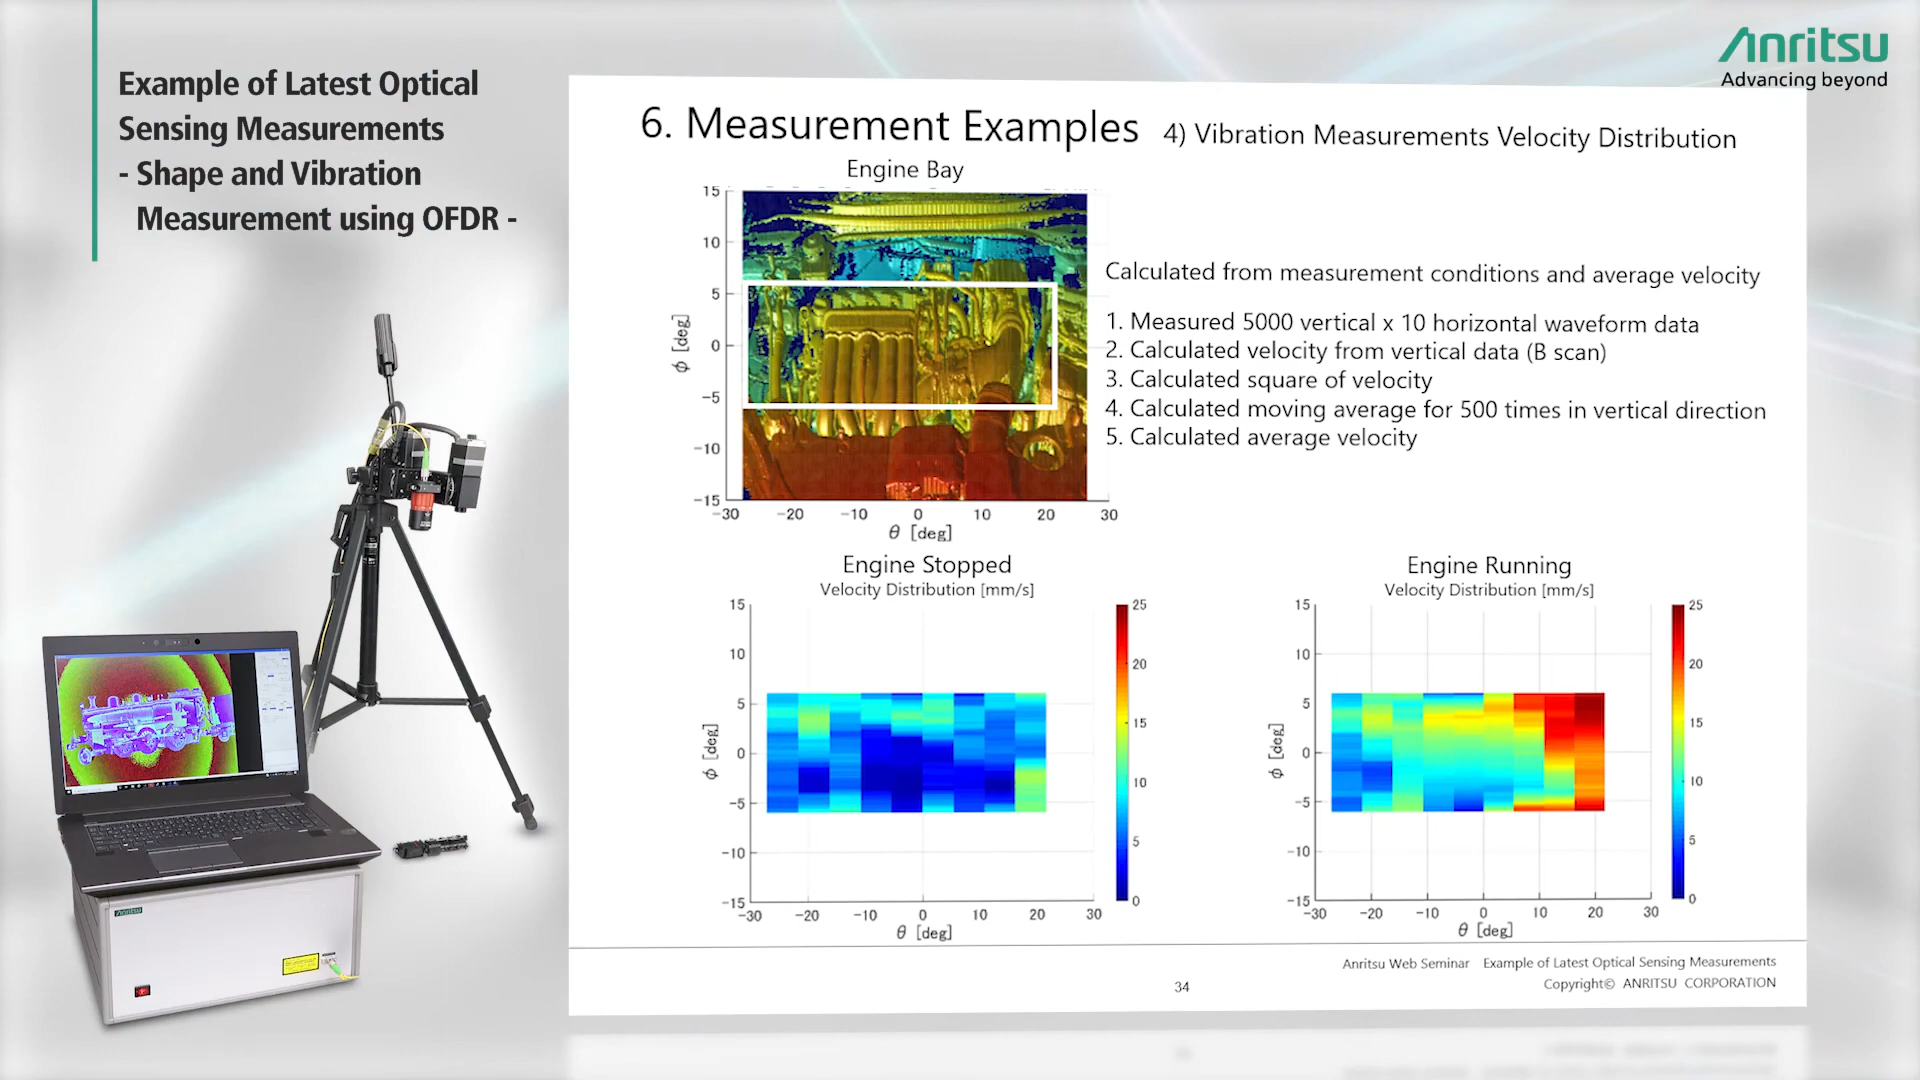 Example of Latest Optical
Sensing Measurements
- Shape and Vibration
Measurement using OFDR -
Anritsu
Advancing beyond
6. Measurement Examples 4) Vibration Measurements Velocity Distribution
Engine Bay
15
10
5
0
-5
-10
-15
ϕ [deg]
-30 -20 -10 0 10 20 30
θ [deg]
Calculated from measurement conditions and average velocity
1. Measured 5000 vertical x 10 horizontal waveform data
2. Calculated velocity from vertical data (B scan)
3. Calculated square of velocity
4. Calculated moving average for 500 times in vertical direction
5. Calculated average velocity
Engine Stopped
Velocity Distribution [mm/s]
15
10
5
0
-5
-10
-15
ϕ [deg]
-30 -20 -10 0 10 20 30
θ [deg]
25
20
15
10
5
0
Engine Running
Velocity Distribution [mm/s]
15
10
5
0
-5
-10
-15
ϕ [deg]
-30 -20 -10 0 10 20 30
θ [deg]
25
20
15
10
5
0
Anritsu Web Seminar Example of Latest Optical Sensing Measurements
34
Copyright© ANRITSU CORPORATION
Anritsu